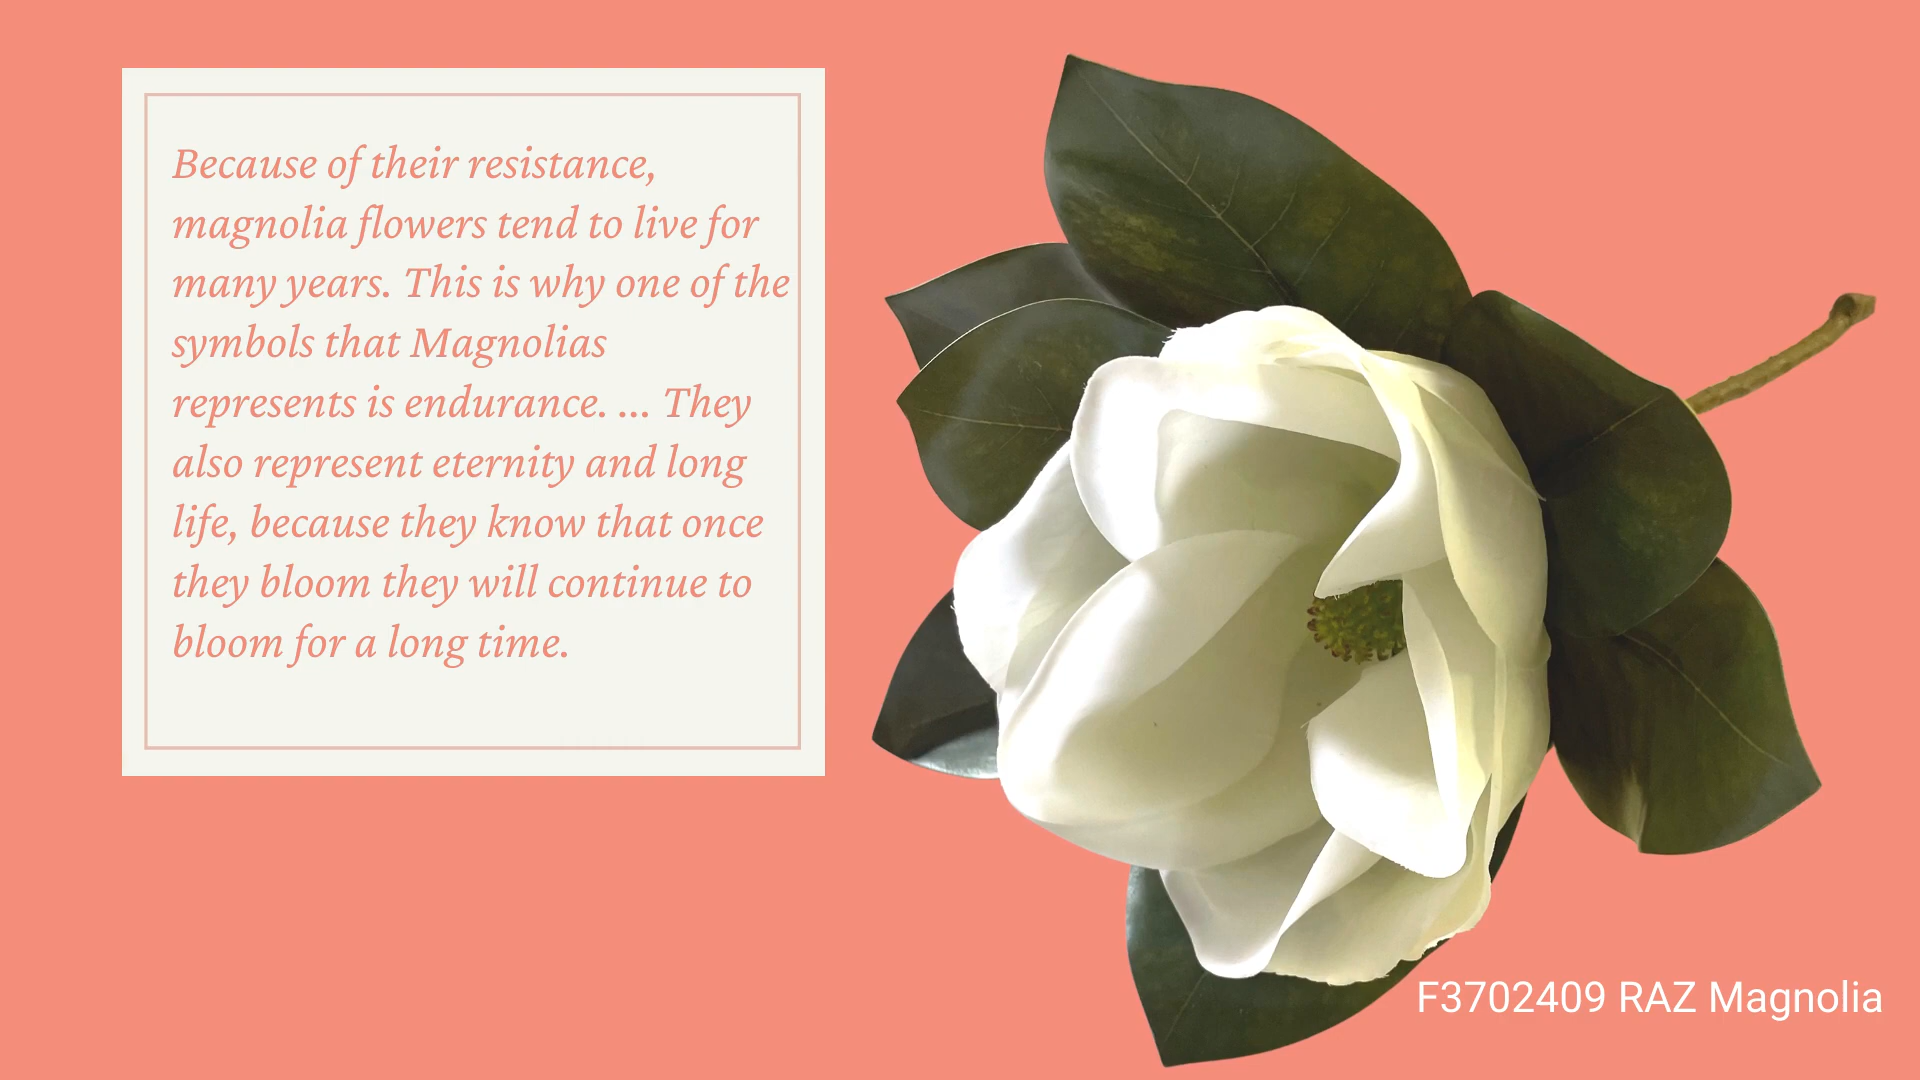 Because of their resistance,
magnolia flowers tend to live for
many years. This is why one of the
symbols that Magnolias
represents is endurance. ... They
also represent eternity and long
life, because they know that once
they bloom they will continue to
bloom for a long time.
F3702409 RAZ Magnolia